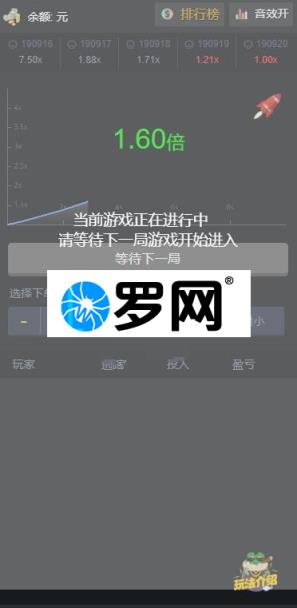 余额: 元
排行榜
音效开
190916 190917 190918 190919 190920
7.50x 1.88x 1.71x 1.21x 1.00x
4x
3.5x
3x
2.5x
2x
1.5x
1.60倍
2s 4s 6s 8s
当前游戏正在进行中
请等待下一局游戏开始进入
等待下一局
选择下
-
罗网®
小
玩家 投入 盈亏
玩法介绍